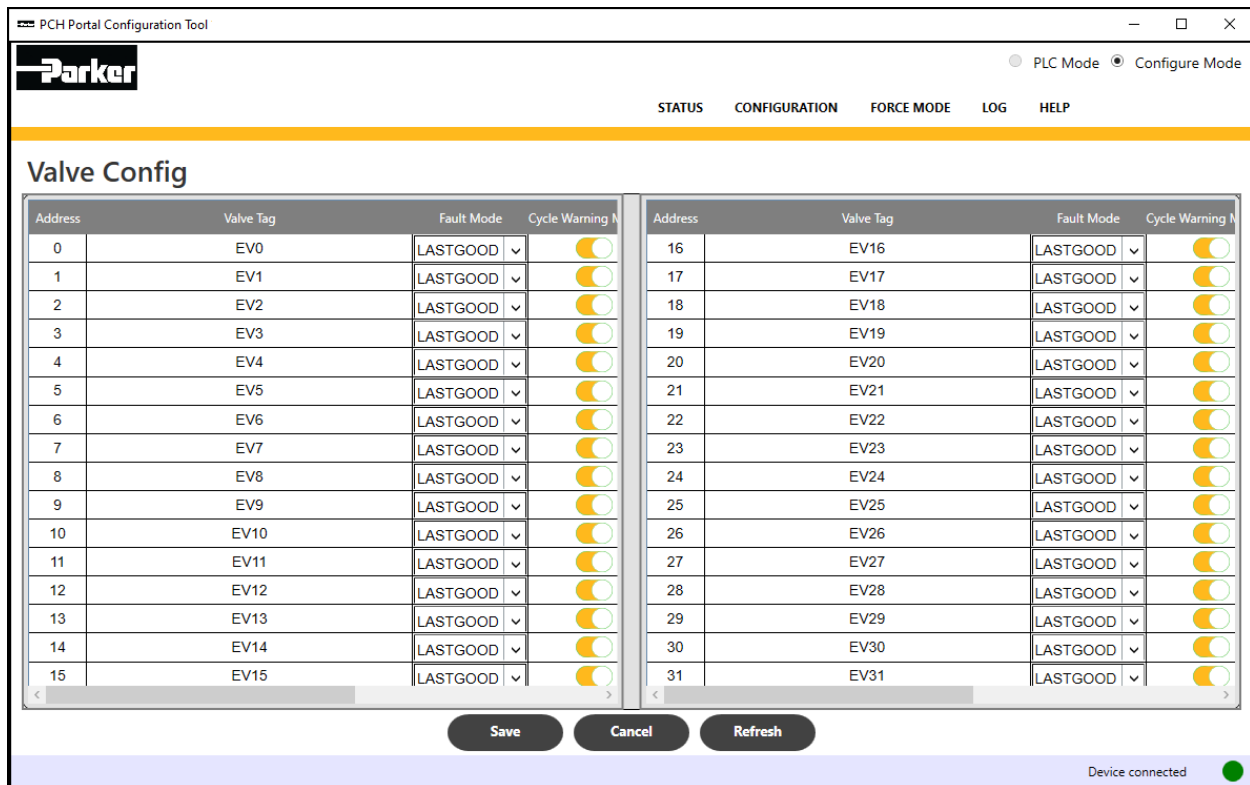 PCH Portal Configuration Tool
Parker
PLC Mode Configure Mode
STATUS CONFIGURATION FORCE MODE LOG HELP
Valve Config
Address Valve Tag Fault Mode Cycle Warning M Address Valve Tag Fault Mode Cycle Warning M
0 EV0 LASTGOOD 16 EV16 LASTGOOD
1 EV1 LASTGOOD 17 EV17 LASTGOOD
2 EV2 LASTGOOD 18 EV18 LASTGOOD
3 EV3 LASTGOOD 19 EV19 LASTGOOD
4 EV4 LASTGOOD 20 EV20 LASTGOOD
5 EV5 LASTGOOD 21 EV21 LASTGOOD
6 EV6 LASTGOOD 22 EV22 LASTGOOD
7 EV7 LASTGOOD 23 EV23 LASTGOOD
8 EV8 LASTGOOD 24 EV24 LASTGOOD
9 EV9 LASTGOOD 25 EV25 LASTGOOD
10 EV10 LASTGOOD 26 EV26 LASTGOOD
11 EV11 LASTGOOD 27 EV27 LASTGOOD
12 EV12 LASTGOOD 28 EV28 LASTGOOD
13 EV13 LASTGOOD 29 EV29 LASTGOOD
14 EV14 LASTGOOD 30 EV30 LASTGOOD
15 EV15 LASTGOOD 31 EV31 LASTGOOD
Save Cancel Refresh
Device connected